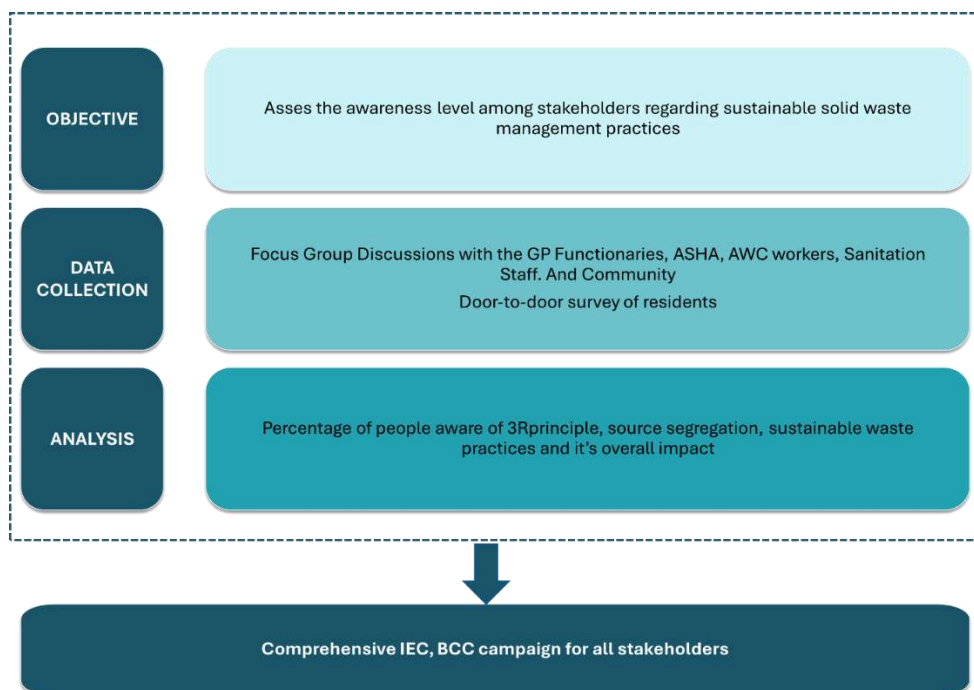 OBJECTIVE
Asses the awareness level among stakeholders regarding sustainable solid waste
management practices
DATA
COLLECTION
Focus Group Discussions with the GP Functionaries, ASHA, AWC workers, Sanitation
Staff. And Community
Door-to-door survey of residents
ANALYSIS
Percentage of people aware of 3Rprinciple, source segregation, sustainable waste
practices and it's overall impact
Comprehensive IEC, BCC campaign for all stakeholders